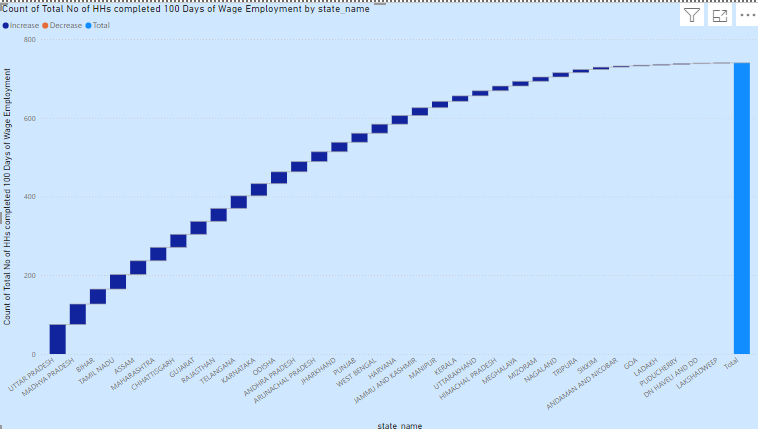 Count of Total No of HHs completed 100 Days of Wage Employment by state_name
Increase Decrease Total
Count of Total No of HHs completed 100 Days of Wage Employment
800
600
400
200
0
UTTAR PRADESH
MADHYA PRADESH
BIHAR
TAMIL NADU
ASSAM
MAHARASHTRA
CHHATTISGARH
GUJARAT
RAJASTHAN
TELANGANA
KARNATAKA
ODISHA
ANDHRA PRADESH
ARUNACHAL PRADESH
JHARKHAND
PUNJAB
WEST BENGAL
HARYANA
JAMMU AND KASHMIR
MANIPUR
KERALA
UTTARAKHAND
HIMACHAL PRADESH
MEGHALAYA
MIZORAM
NAGALAND
TRIPURA
SIKKIM
ANDAMAN AND NICOBAR
GOA
LADAKH
PUDUCHERRY
DN HAVELI AND DD
LAKSHADWEEP
Total
state_name